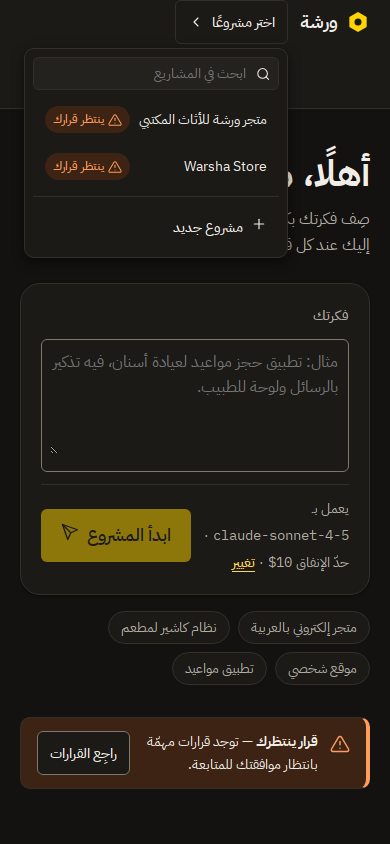 ورشة
اختر مشروعًا
ابحث في المشاريع
متجر ورشة للأثاث المكتبي
ينتظر قرارك
Warsha Store
ينتظر قرارك
مشروع جديد
أهلًا،
صِف فكرتك
إليك عند كل
فكرتك
مثال: تطبيق حجز مواعيد لعيادة أسنان، فيه تذكير
بالرسائل ولوحة للطبيب.
يعمل بـ
claude-sonnet-4-5 ·
حدّ الإنفاق 10$ · تغيير
ابدأ المشروع
متجر إلكتروني بالعربية
نظام كاشير لمطعم
موقع شخصي
تطبيق مواعيد
قرار ينتظرك — توجد قرارات مهمّة
بانتظار موافقتك للمتابعة.
راجع القرارات